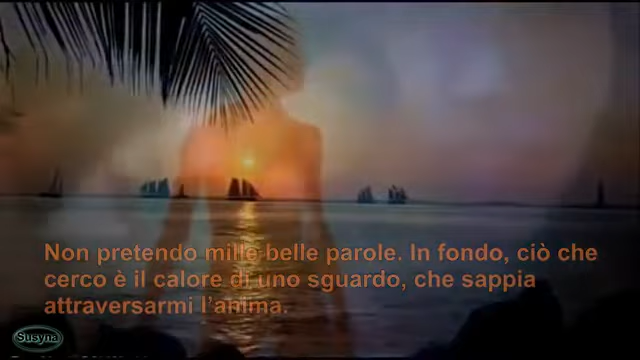 Non pretendo mille belle parole. In fondo, ciò che
cerco è il calore di uno sguardo, che sappia
attraversarmi l'anima.
Susyna